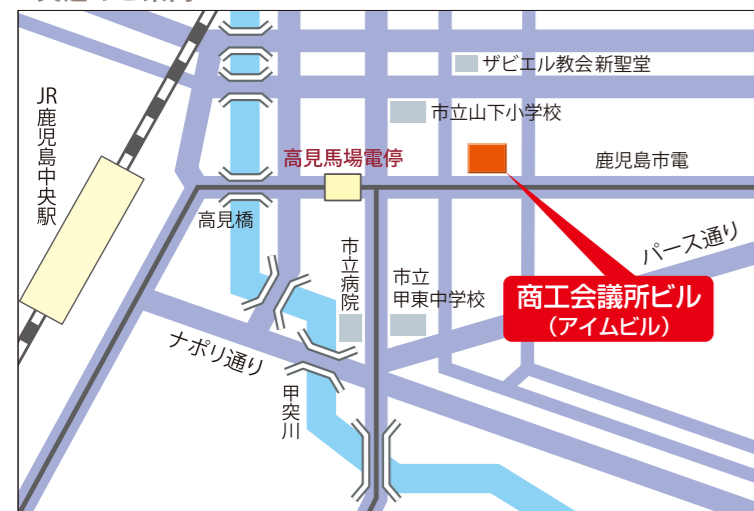 ザビエル教会新聖堂
市立山下小学校
JR
鹿児島中央駅
高見馬場電停
鹿児島市電
高見橋
パース通り
市立病院
市立
甲東中学校
商工会議所ビル
(アイムビル)
ナポリ通り
甲突川